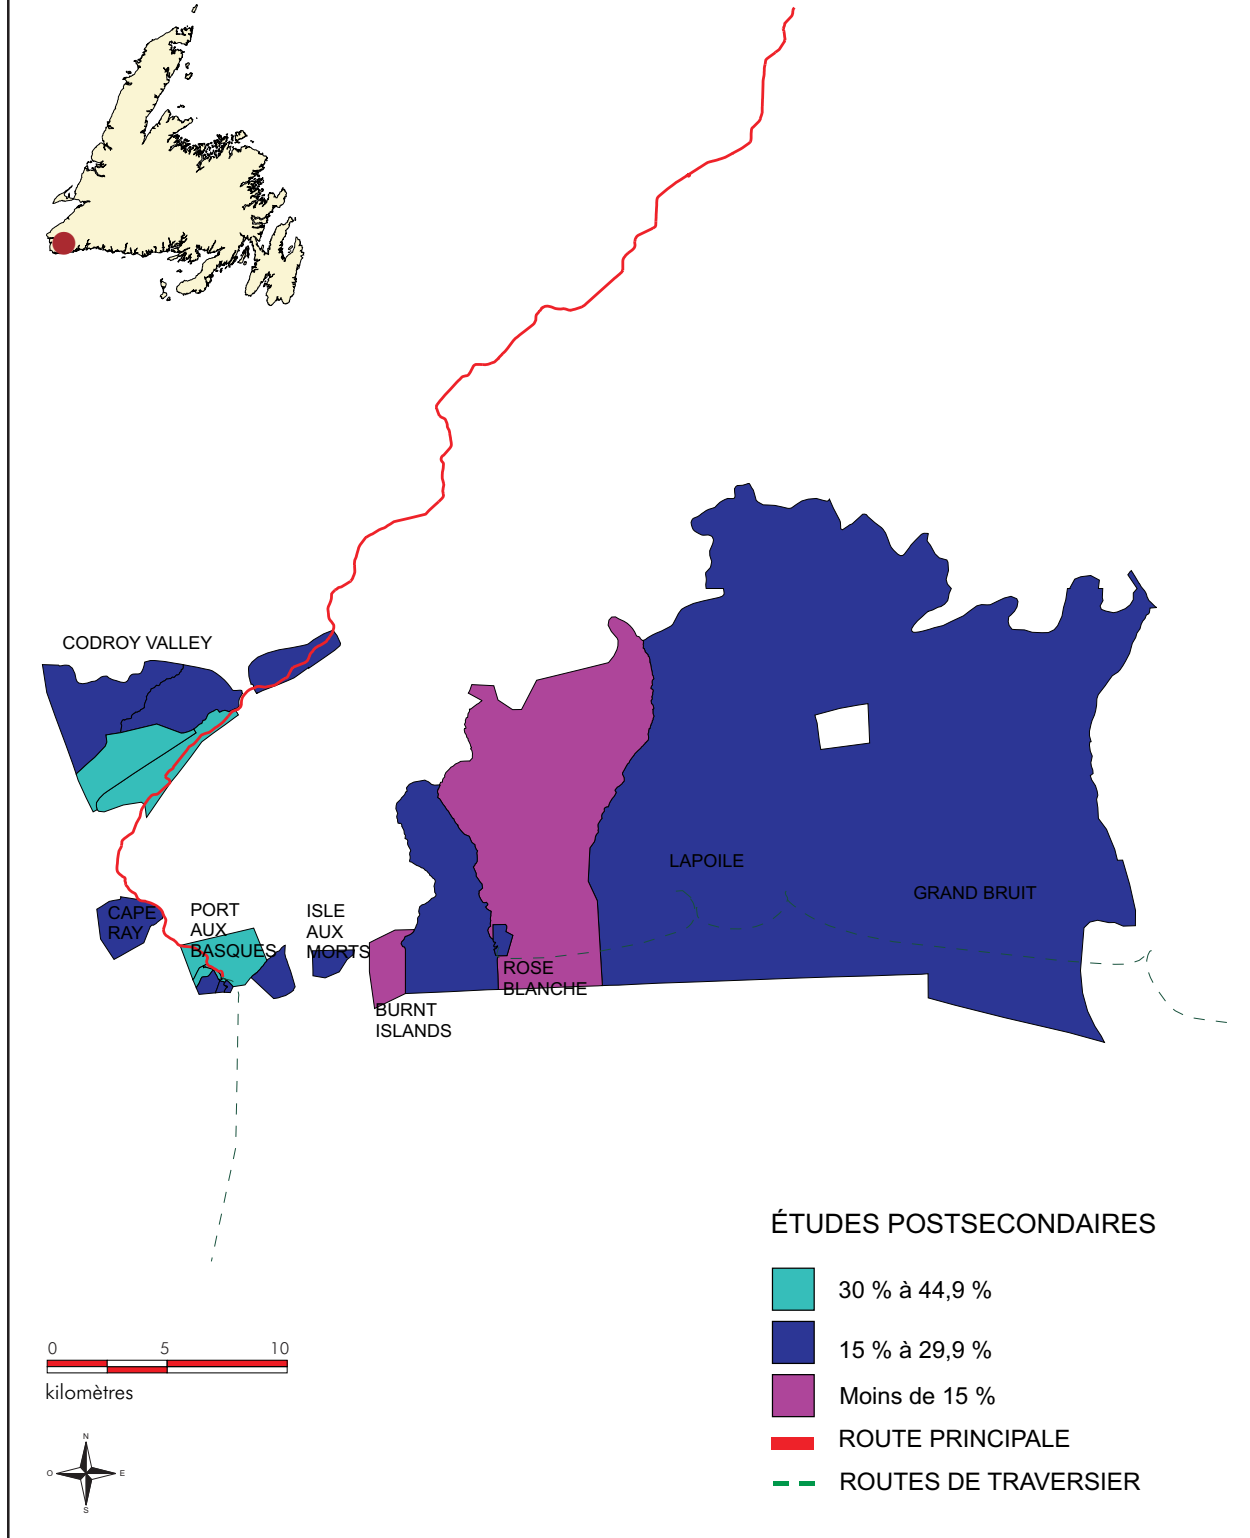 CODROY VALLEY
CAPE
RAY
PORT
AUX
BASQUES
ISLE
AUX
MORTS
BURNT
ISLANDS
ROSE
BLANCHE
LAPOILE
GRAND BRUIT
ÉTUDES POSTSECONDAIRES
30 % à 44,9 %
15 % à 29,9 %
Moins de 15 %
ROUTE PRINCIPALE
ROUTES DE TRAVERSIER
0 5 10
kilomètres
N
O E
S